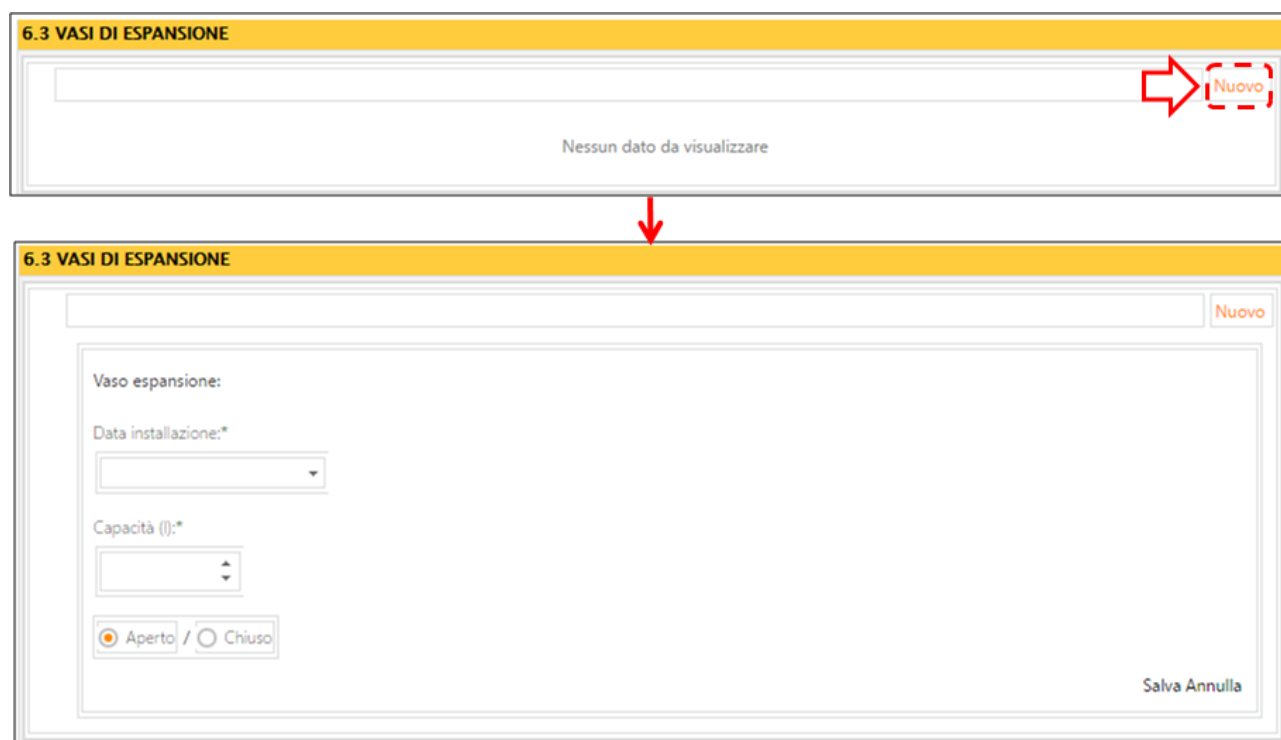 6.3 VASI DI ESPANSIONE
Nuovo
Nessun dato da visualizzare
6.3 VASI DI ESPANSIONE
Nuovo
Vaso espansione:
Data installazione:*
Capacità (l):*
Aperto / Chiuso
Salva Annulla